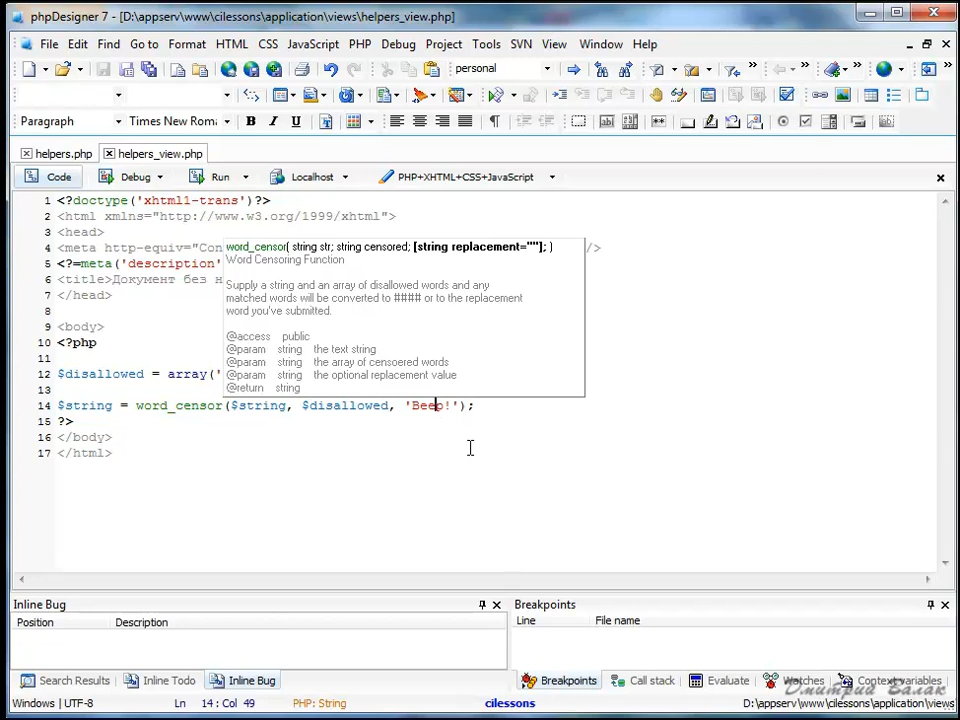 phpDesigner 7 - [D:\appserv\www\cilessons\application\views\helpers_view.php]
File Edit Find Go to Format HTML CSS JavaScript PHP Debug Project Tools SVN View Window Help
personal
Paragraph Times New Roma B I U
helpers.php helpers_view.php
Code Debug Run Localhost PHP+XHTML+CSS+JavaScript
1 <?doctype('xhtml1-trans')?>
2 <html xmlns="http://www.w3.org/1999/xhtml">
3 <head>
4 <meta http-equiv="Con />
word_censor( string str; string censored; [string replacement=""]; )
Word Censoring Function
5 <?=meta('description'
6 <title>Документ без н
7 </head>
Supply a string and an array of disallowed words and any
matched words will be converted to #### or to the replacement
word you've submitted.
8
9 <body>
10 <?php
@access public
@param string the text string
@param string the array of censoered words
@param string the optional replacement value
@return string
11
12 $disallowed = array('
13
14 $string = word_censor($string, $disallowed, 'Beep!');
15 ?>
16 </body>
17 </html>
Inline Bug
Position Description
Breakpoints
Line File name
Search Results Inline Todo Inline Bug
Breakpoints Call stack Evaluate Watches Context variables
Дмитрий Валак
Windows | UTF-8 Ln 14 : Col 49 PHP: String cilessons D:\appserv\www\cilessons\application\views